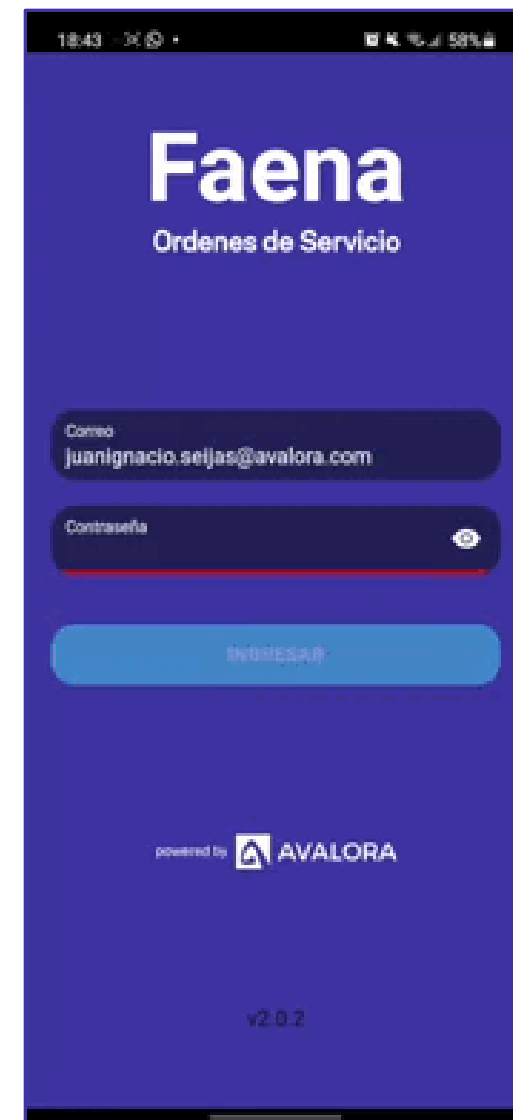 18:43
58%
Faena
Ordenes de Servicio
Correo
juanignacio.seijas@avalora.com
Contraseña
INGRESAR
powered by AVALORA
v2.0.2